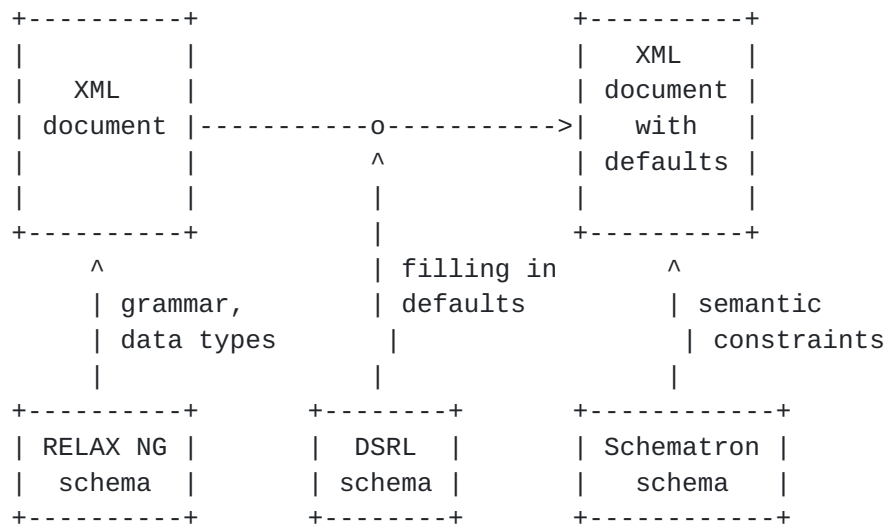 +----------+                       +----------+
|          |                       |   XML    |
|   XML    |                       | document |
| document |-----------o----------->|   with   |
|          |           ^           | defaults |
|          |           |           |          |
+----------+           |           +----------+
     ^                 | filling in      ^
     | grammar,        | defaults        | semantic
     | data types       |                 | constraints
     |                 |                 |
+----------+       +--------+      +------------+
| RELAX NG |       |  DSRL  |      | Schematron |
|  schema  |       | schema |      |   schema   |
+----------+       +--------+      +------------+